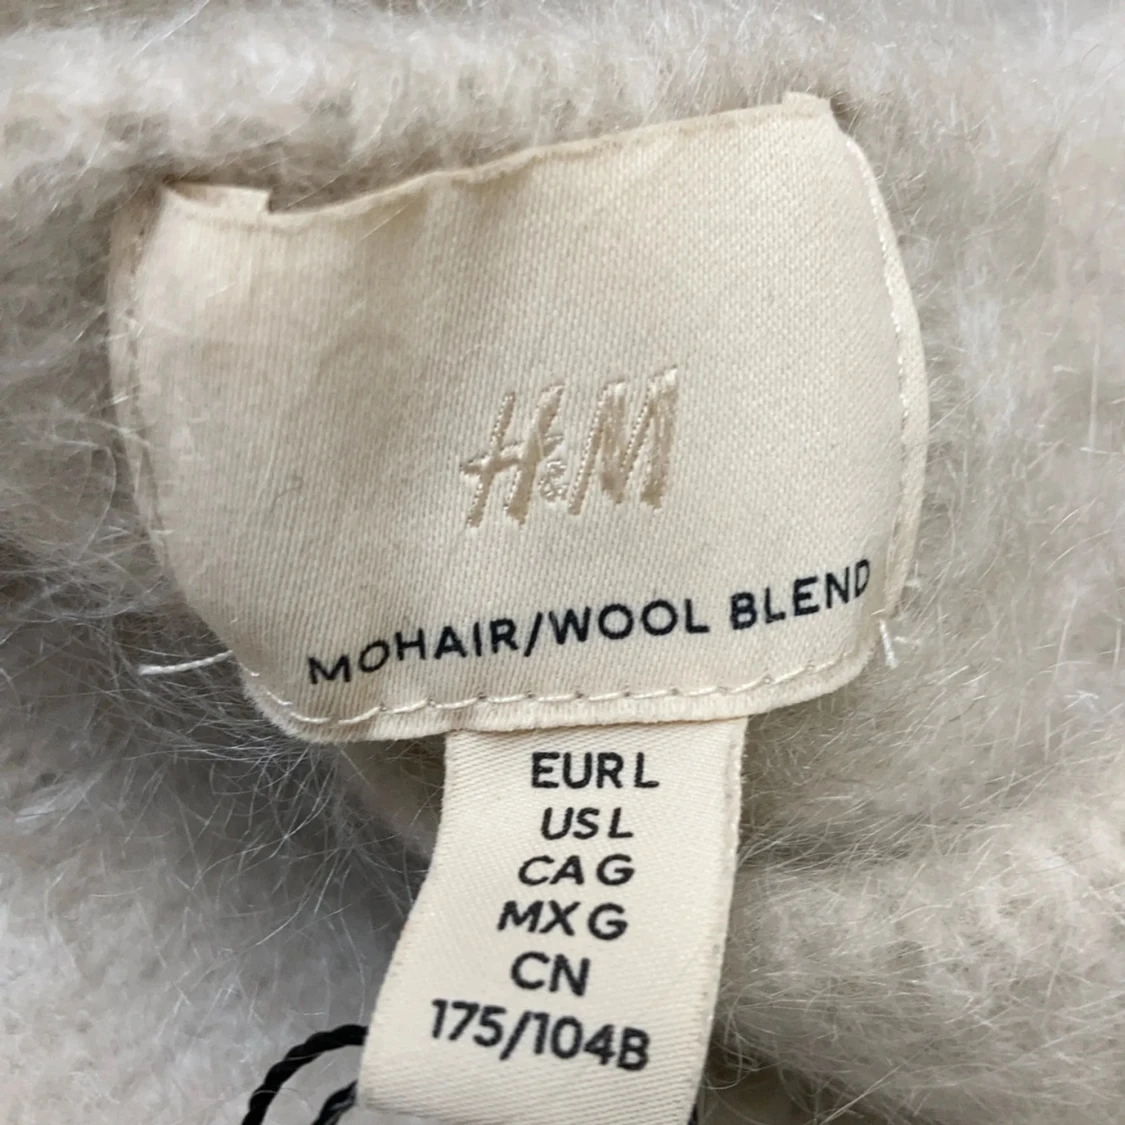 H&M
MOHAIR/WOOL BLEND
EUR L
US L
CA G
MX G
CN
175/104B